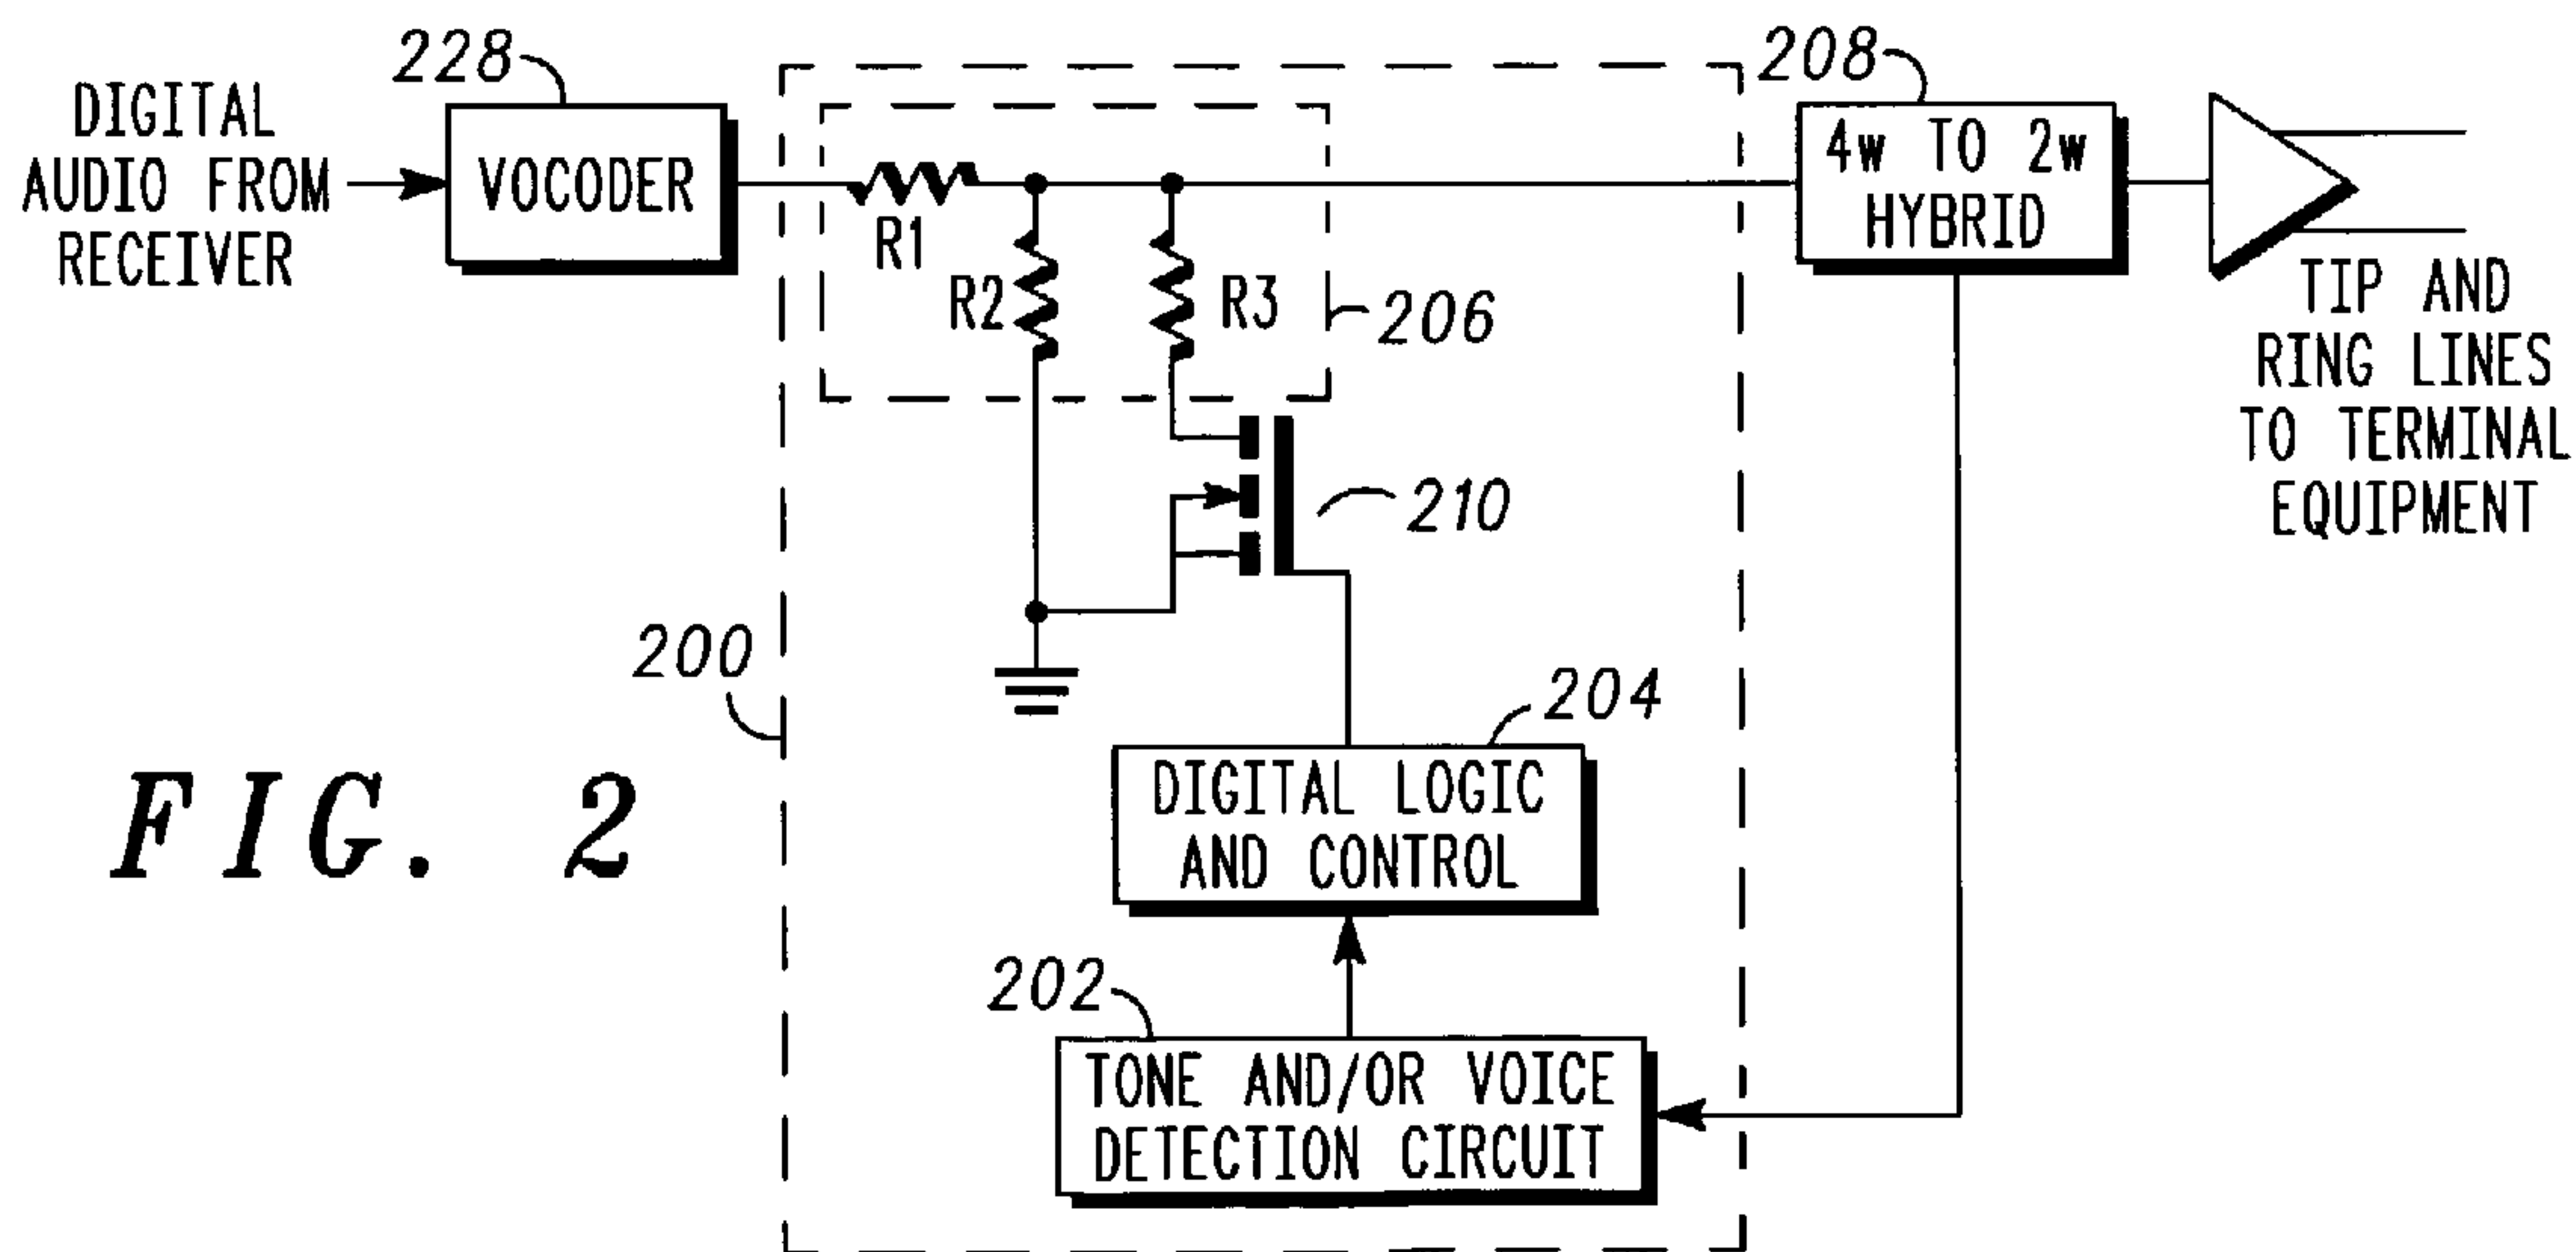 228
DIGITAL
AUDIO FROM
RECEIVER
VOCODER
208
4w TO 2w
HYBRID
R1
R2
R3
206
TIP AND
RING LINES
TO TERMINAL
EQUIPMENT
210
200
204
DIGITAL LOGIC
AND CONTROL
FIG. 2
202
TONE AND/OR VOICE
DETECTION CIRCUIT